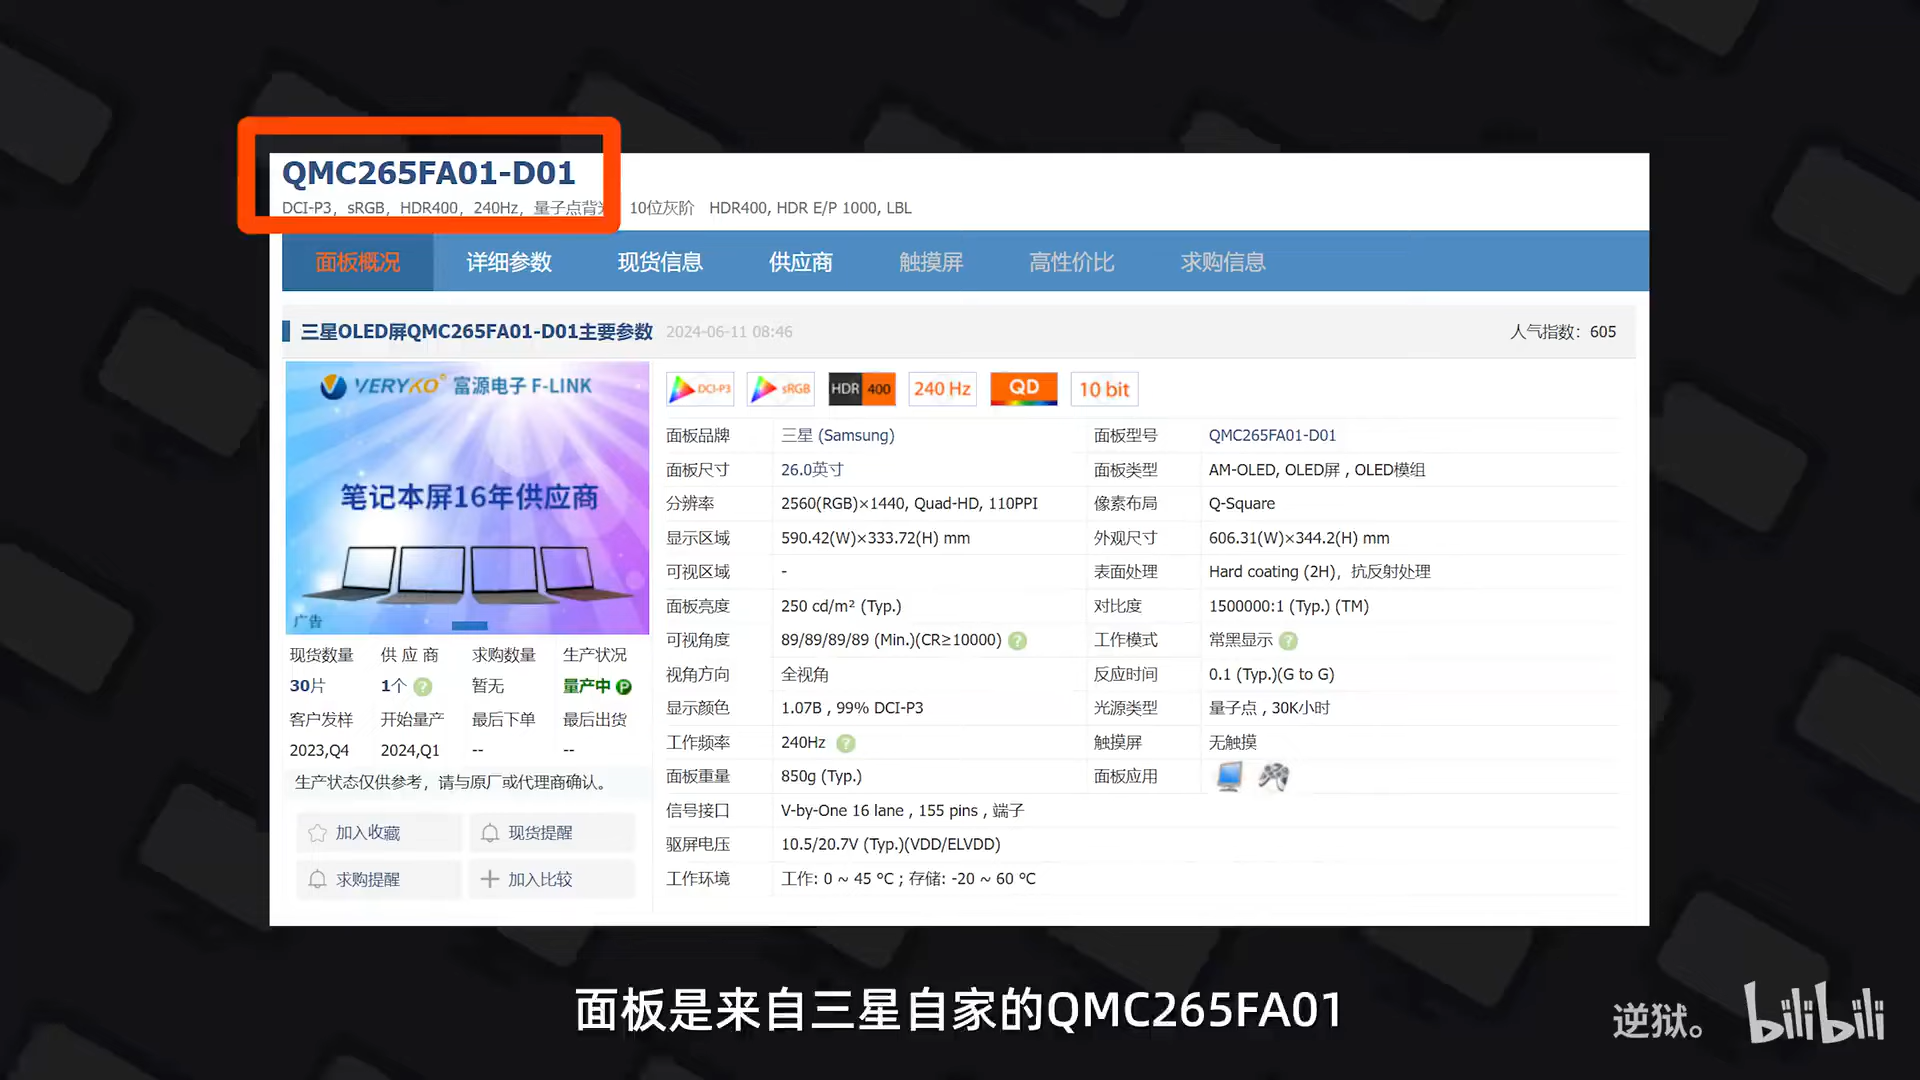 QMC265FA01-D01
DCI-P3, sRGB, HDR400, 240Hz, 量子点背 10位灰阶 HDR400, HDR E/P 1000, LBL
面板概况 详细参数 现货信息 供应商 触摸屏 高性价比 求购信息
三星OLED屏QMC265FA01-D01主要参数 2024-06-11 08:46 人气指数: 605
VERYKO® 富源电子 F-LINK
笔记本屏16年供应商
广告
DCI-P3 sRGB HDR 400 240 Hz QD 10 bit
面板品牌 三星 (Samsung) 面板型号 QMC265FA01-D01
面板尺寸 26.0英寸 面板类型 AM-OLED, OLED屏 , OLED模组
分辨率 2560(RGB)×1440, Quad-HD, 110PPI 像素布局 Q-Square
显示区域 590.42(W)×333.72(H) mm 外观尺寸 606.31(W)×344.2(H) mm
可视区域 - 表面处理 Hard coating (2H), 抗反射处理
面板亮度 250 cd/m² (Typ.) 对比度 1500000:1 (Typ.) (TM)
可视角度 89/89/89/89 (Min.)(CR≥10000) ? 工作模式 常黑显示 ?
视角方向 全视角 反应时间 0.1 (Typ.)(G to G)
显示颜色 1.07B , 99% DCI-P3 光源类型 量子点 , 30K小时
工作频率 240Hz ? 触摸屏 无触摸
面板重量 850g (Typ.) 面板应用
信号接口 V-by-One 16 lane , 155 pins , 端子
驱屏电压 10.5/20.7V (Typ.)(VDD/ELVDD)
工作环境 工作: 0 ~ 45 °C ; 存储: -20 ~ 60 °C
现货数量 供 应 商 求购数量 生产状况
30片 1个 ? 暂无 量产中 P
客户发样 开始量产 最后下单 最后出货
2023,Q4 2024,Q1 -- --
生产状态仅供参考，请与原厂或代理商确认。
加入收藏 现货提醒
求购提醒 加入比较
面板是来自三星自家的QMC265FA01
逆狱。 bilibili